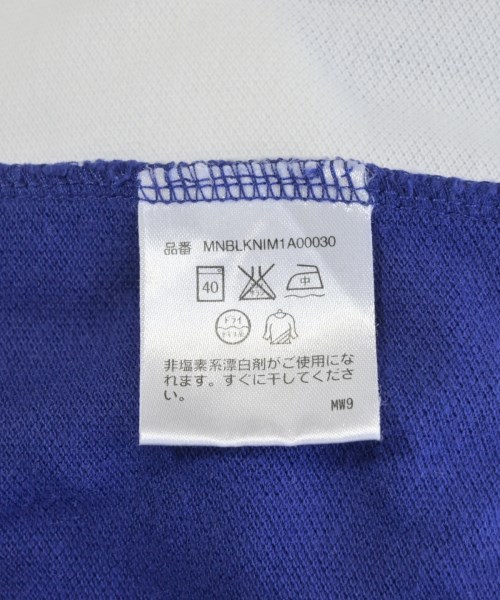 品番 MNBLKNIM1A00030
40
中
ドライ
非塩素系漂白剤がご使用にな
れます。すぐに干してくださ
い。
MW9